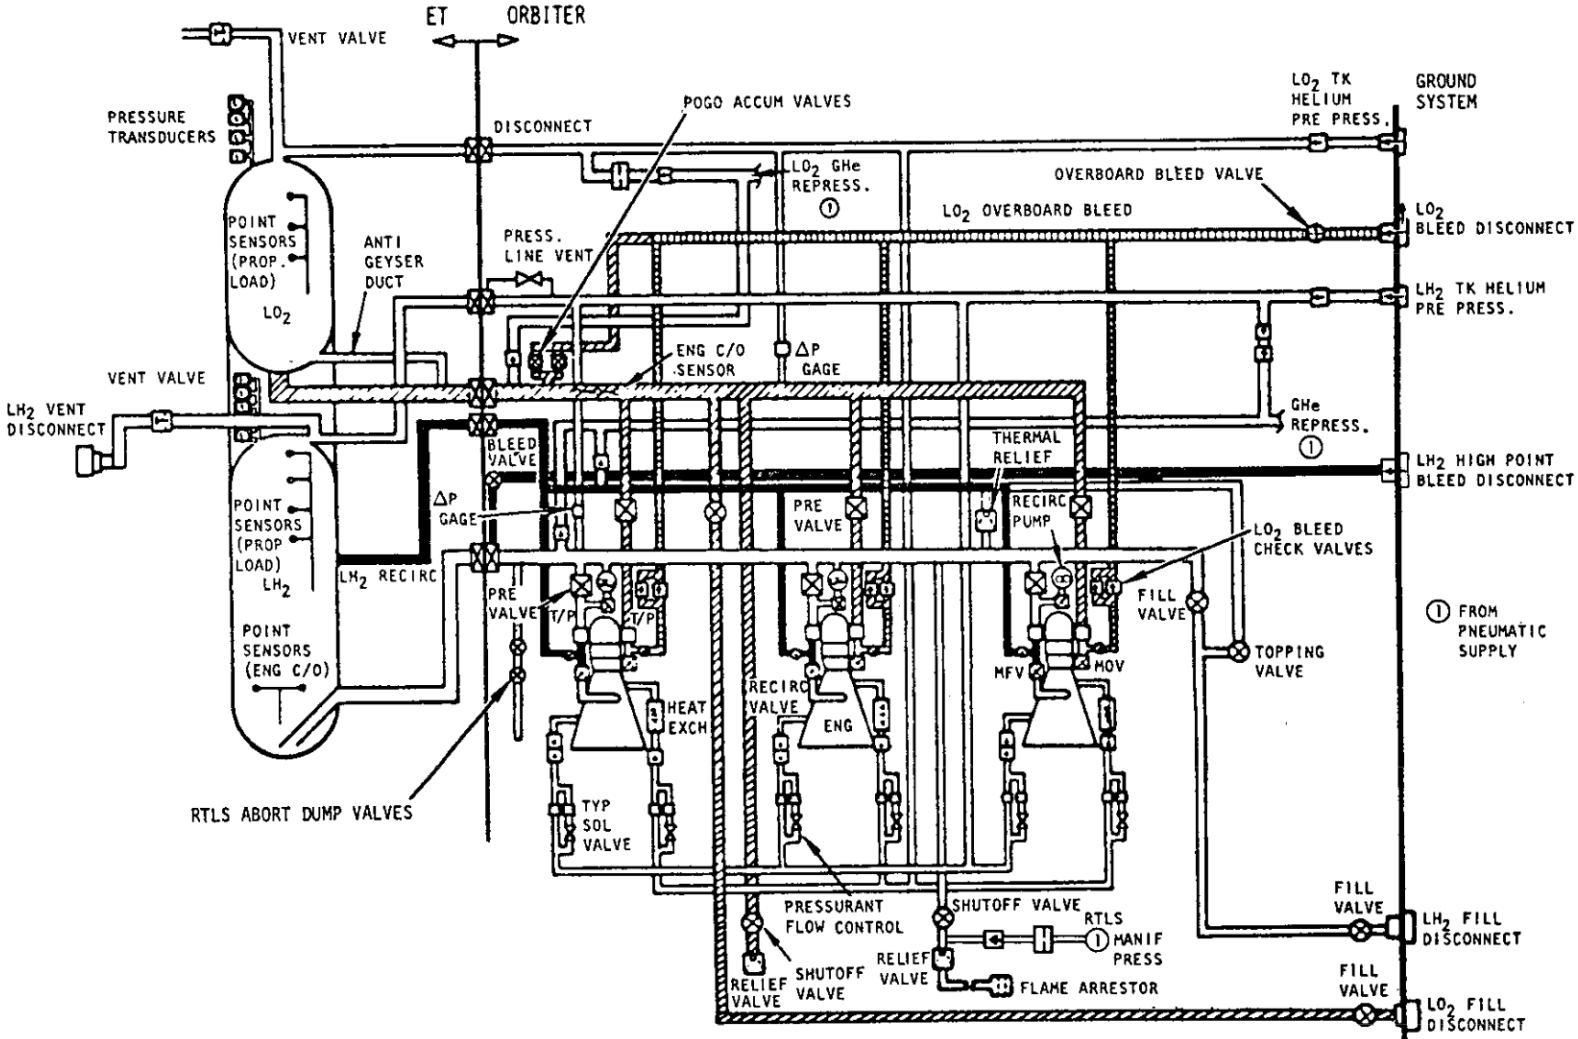 ET ORBITER
VENT VALVE
PRESSURE
TRANSDUCERS
DISCONNECT
POGO ACCUM VALVES
LO2 TK
HELIUM
PRE PRESS.
GROUND
SYSTEM
LO2 GHe
REPRESS.
1
OVERBOARD BLEED VALVE
LO2 OVERBOARD BLEED
LO2
BLEED DISCONNECT
POINT
SENSORS
(PROP.
LOAD)
LO2
ANTI
GEYSER
DUCT
PRESS.
LINE VENT
LH2 TK HELIUM
PRE PRESS.
ENG C/O
SENSOR
ΔP
GAGE
VENT VALVE
LH2 VENT
DISCONNECT
GHe
REPRESS.
1
BLEED
VALVE
THERMAL
RELIEF
LH2 HIGH POINT
BLEED DISCONNECT
ΔP
GAGE
PRE
VALVE
RECIRC
PUMP
LO2 BLEED
CHECK VALVES
POINT
SENSORS
(PROP
LOAD)
LH2
LH2 RECIRC
PRE
VALVE
T/P
T/P
FILL
VALVE
1 FROM
PNEUMATIC
SUPPLY
POINT
SENSORS
(ENG C/O)
TOPPING
VALVE
MFV
MOV
RECIRC
VALVE
HEAT
EXCH
ENG
RTLS ABORT DUMP VALVES
TYP
SOL
VALVE
PRESSURANT
FLOW CONTROL
SHUTOFF VALVE
RTLS
1 MANIF
PRESS
FILL
VALVE
LH2 FILL
DISCONNECT
RELIEF
VALVE
SHUTOFF
VALVE
RELIEF
VALVE
FLAME ARRESTOR
FILL
VALVE
LO2 FILL
DISCONNECT